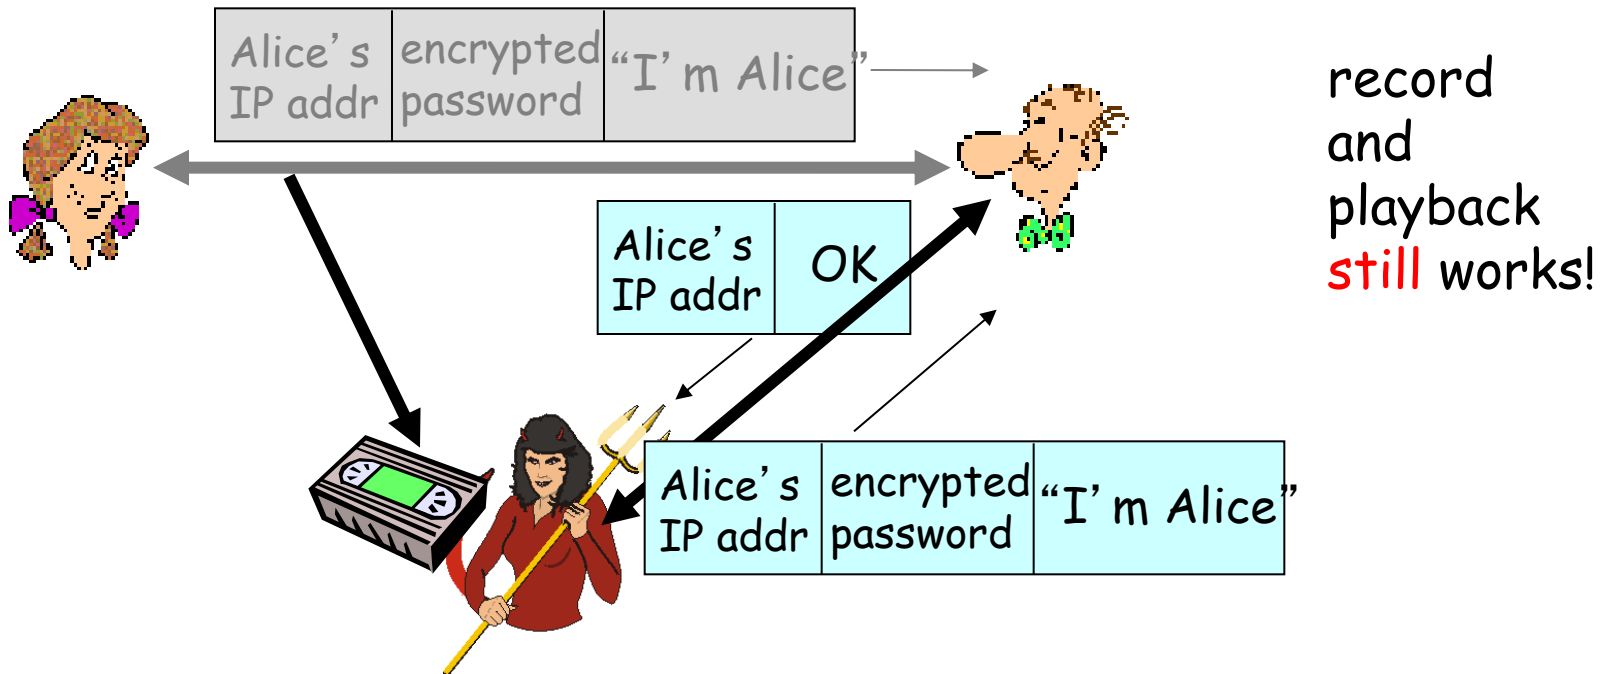 Alice’s
IP addr
encrypted
password
“I’m Alice”
record
and
playback
still works!
Alice’s
IP addr
OK
Alice’s
IP addr
encrypted
password
“I’m Alice”